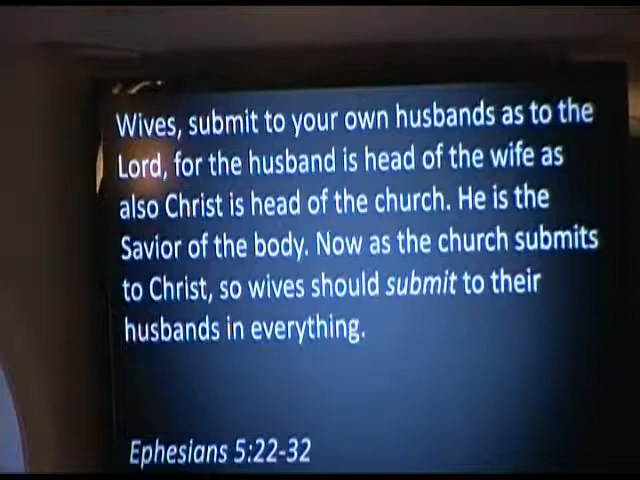 Wives, submit to your own husbands as to the
Lord, for the husband is head of the wife as
also Christ is head of the church. He is the
Savior of the body. Now as the church submits
to Christ, so wives should submit to their
husbands in everything.
Ephesians 5:22-32